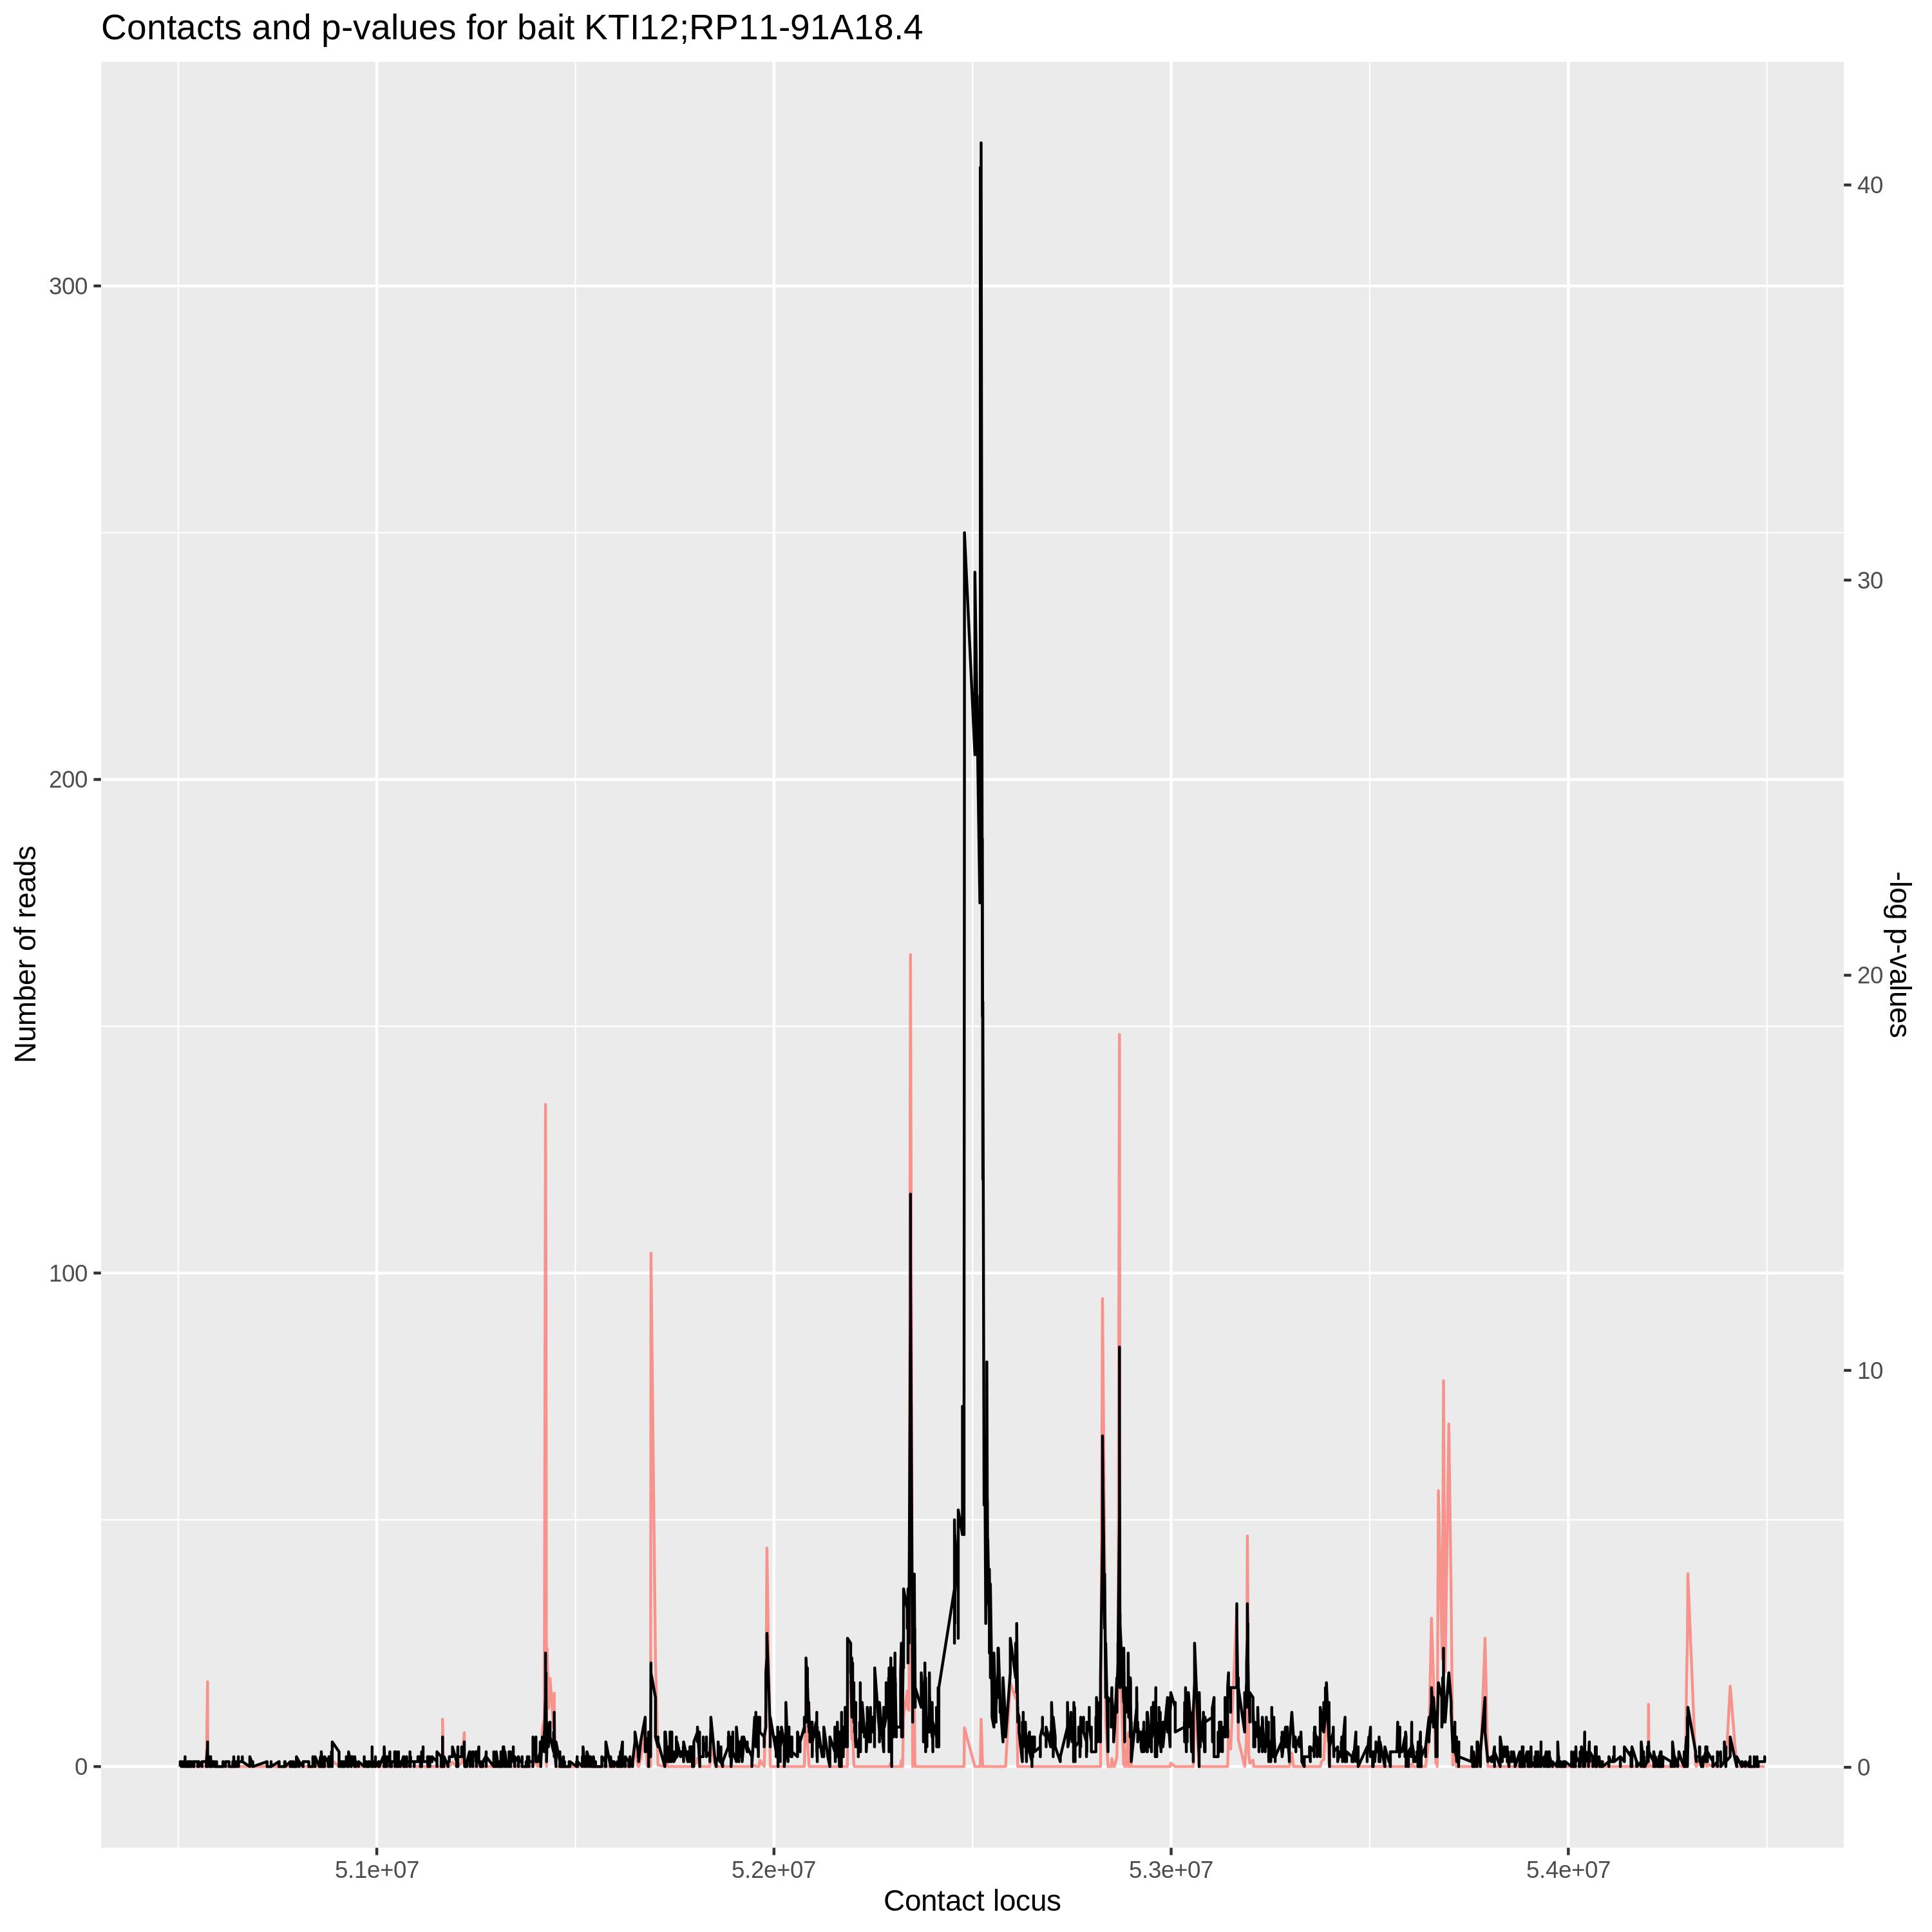 Contacts and p-values for bait KTI12;RP11-91A18.4
300
200
100
0
Number of reads
40
30
20
10
0
-log p-values
5.1e+07
5.2e+07
5.3e+07
5.4e+07
Contact locus